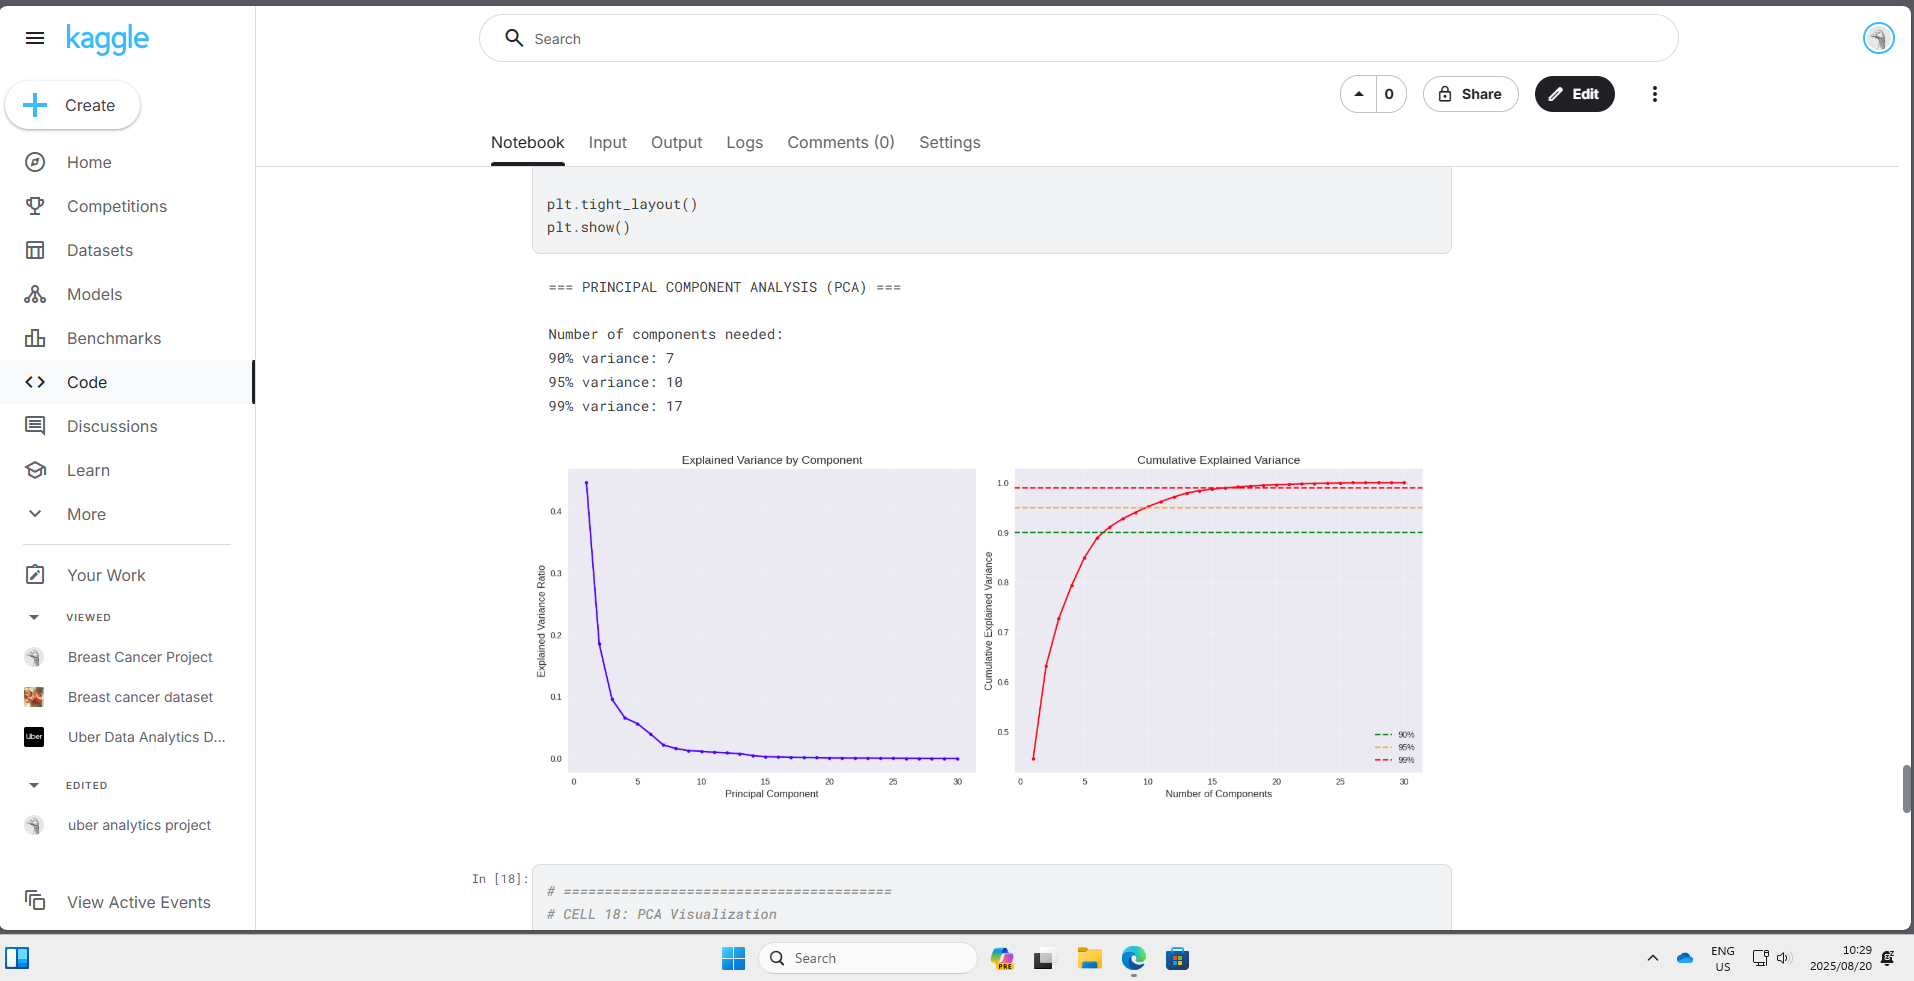 kaggle
Search
Create
0
Share
Edit
Notebook
Input
Output
Logs
Comments (0)
Settings
Home
Competitions
Datasets
Models
Benchmarks
Code
Discussions
Learn
More
Your Work
VIEWED
Breast Cancer Project
Breast cancer dataset
Uber
Uber Data Analytics D...
EDITED
uber analytics project
View Active Events
plt.tight_layout()
plt.show()
=== PRINCIPAL COMPONENT ANALYSIS (PCA) ===
Number of components needed:
90% variance: 7
95% variance: 10
99% variance: 17
Explained Variance by Component
Explained Variance Ratio
0.4
0.3
0.2
0.1
0.0
0 5 10 15 20 25 30
Principal Component
Cumulative Explained Variance
Cumulative Explained Variance
1.0
0.9
0.8
0.7
0.6
0.5
90%
95%
99%
0 5 10 15 20 25 30
Number of Components
In [18]:
# ========================================
# CELL 18: PCA Visualization
Search
PRE
ENG
US
10:29
2025/08/20